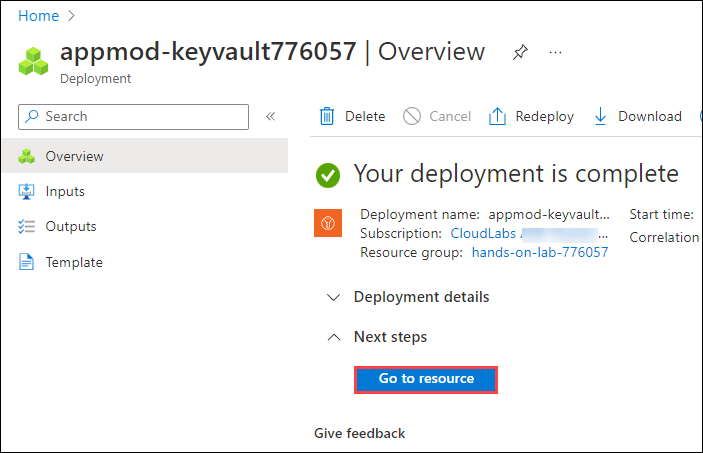 Home
appmod-keyvault776057 | Overview ...
Deployment
Search
Delete Cancel Redeploy Download
Overview
Inputs
Outputs
Template
Your deployment is complete
Deployment name: appmod-keyvault... Start time:
Subscription: CloudLabs ... Correlation
Resource group: hands-on-lab-776057
Deployment details
Next steps
Go to resource
Give feedback